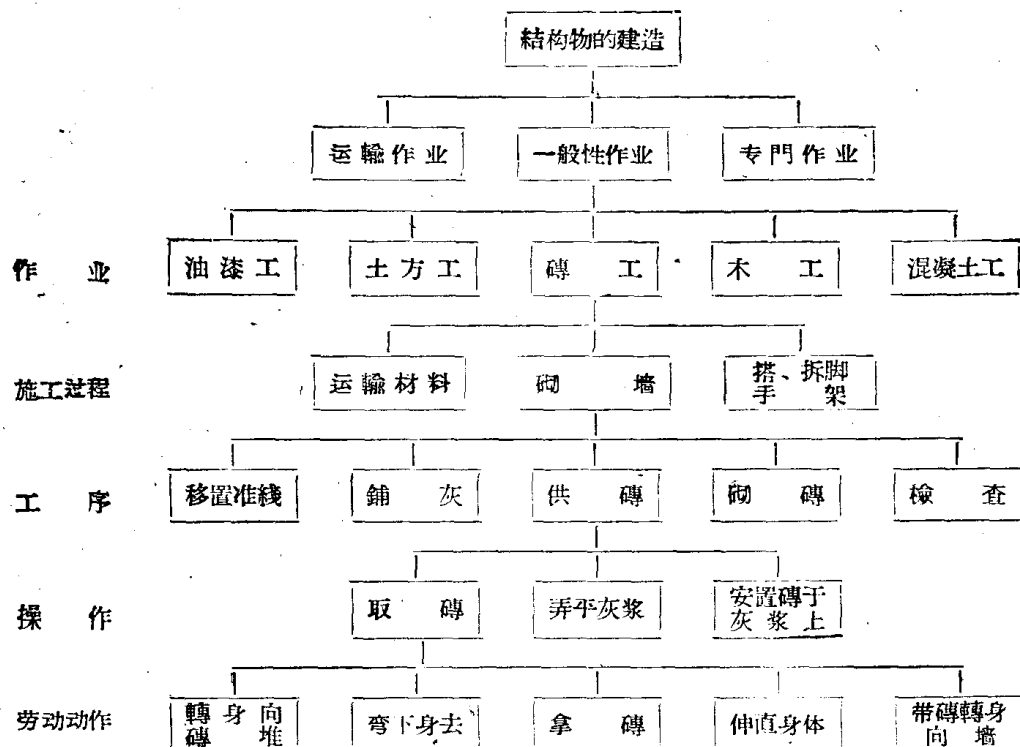 結构物的建造
运輸作业 一般性作业 专門作业
作业 油漆工 土方工 磚工 木工 混凝土工
施工过程 运輸材料 砌墙 搭、拆脚
手架
工序 移置准綫 鋪灰 供磚 砌磚 檢查
操作 取磚 弄平灰浆 安置磚于
灰浆上
劳动动作 轉身向
磚堆 弯下身去 拿磚 伸直身体 带磚轉身
向墙